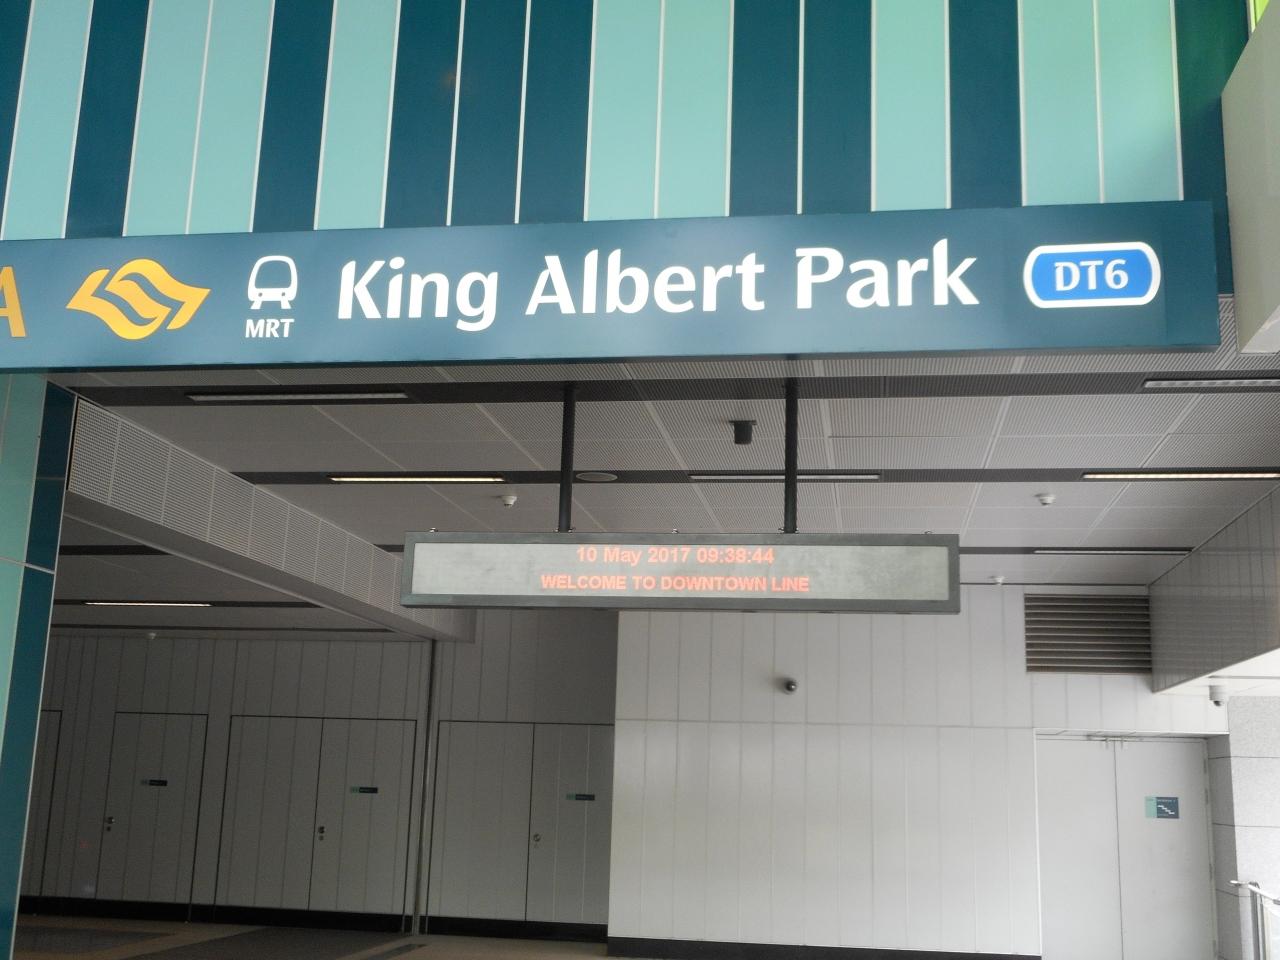 A
MRT
King Albert Park
DT6
10 May 2017 09:38:44
WELCOME TO DOWNTOWN LINE